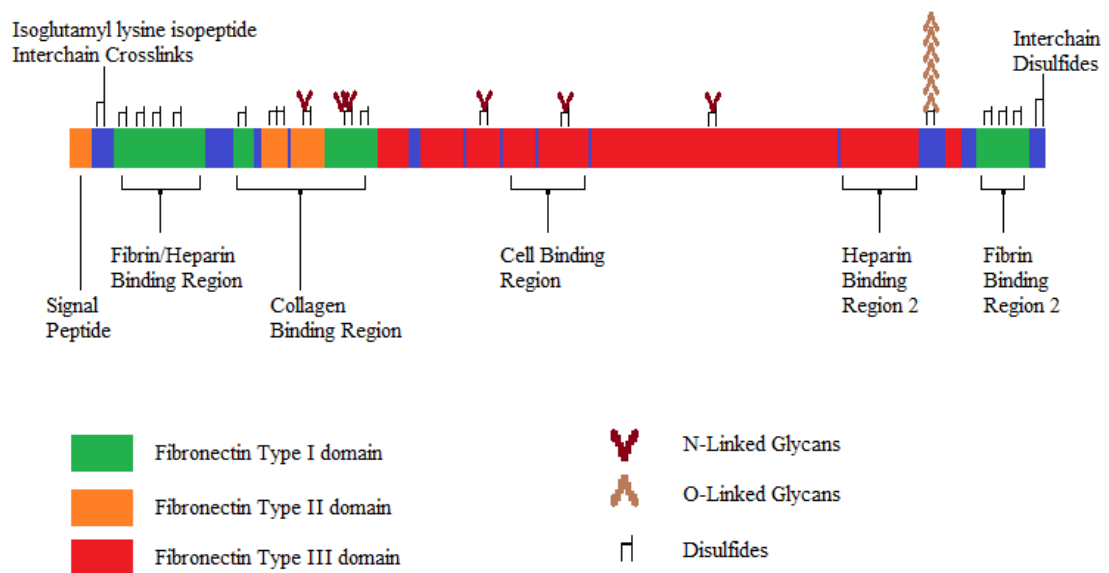 Isoglutamyl lysine isopeptide
Interchain Crosslinks
Interchain
Disulfides
Fibrin/Heparin
Binding Region
Cell Binding
Region
Heparin
Binding
Region 2
Fibrin
Binding
Region 2
Signal
Peptide
Collagen
Binding Region
Fibronectin Type I domain
Fibronectin Type II domain
Fibronectin Type III domain
N-Linked Glycans
O-Linked Glycans
Disulfides